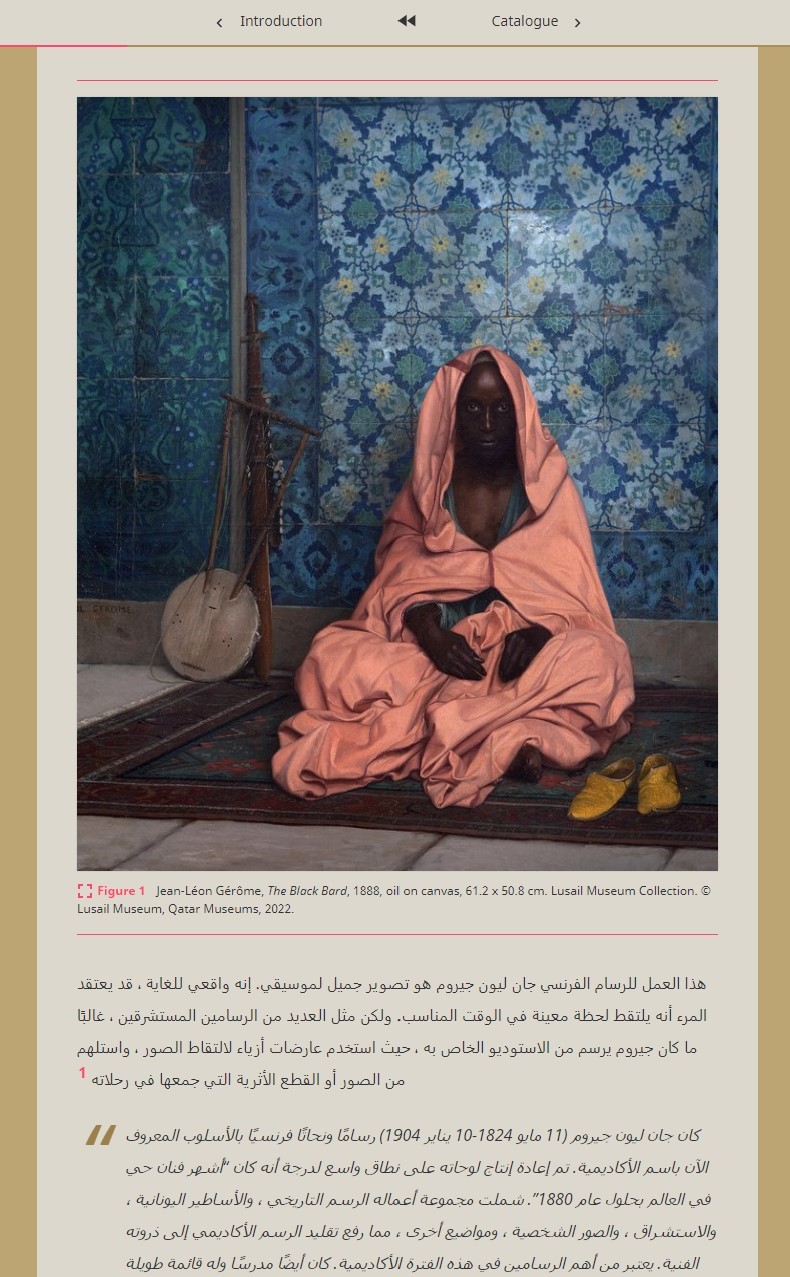 Introduction
Catalogue
L. GEROME
Figure 1 Jean-Léon Gérôme, The Black Bard, 1888, oil on canvas, 61.2 x 50.8 cm. Lusail Museum Collection. ©
Lusail Museum, Qatar Museums, 2022.
هذا العمل للرسام الفرنسي جان ليون جيروم هو تصوير جميل لموسيقي. إنه واقعي للغاية ، قد يعتقد
المرء أنه يلتقط لحظة معينة في الوقت المناسب. ولكن مثل العديد من الرسامين المستشرقين ، غالبًا
ما كان جيروم يرسم من الاستوديو الخاص به ، حيث استخدم عارضات أزياء لالتقاط الصور ، واستلهم
من الصور أو القطع الأثرية التي جمعها في رحلاته 1
كان جان ليون جيروم (11 مايو 1824-10 يناير 1904) رسامًا ونحاتًا فرنسيًا بالأسلوب المعروف
الآن باسم الأكاديمية. تم إعادة إنتاج لوحاته على نطاق واسع لدرجة أنه كان "أشهر فنان حي
في العالم بحلول عام 1880". شملت مجموعة أعماله الرسم التاريخي ، والأساطير اليونانية ،
والاستشراق ، والصور الشخصية ، ومواضيع أخرى ، مما رفع تقليد الرسم الأكاديمي إلى ذروته
الفنية. يعتبر من أهم الرسامين في هذه الفترة الأكاديمية. كان أيضًا مدرسًا وله قائمة طويلة